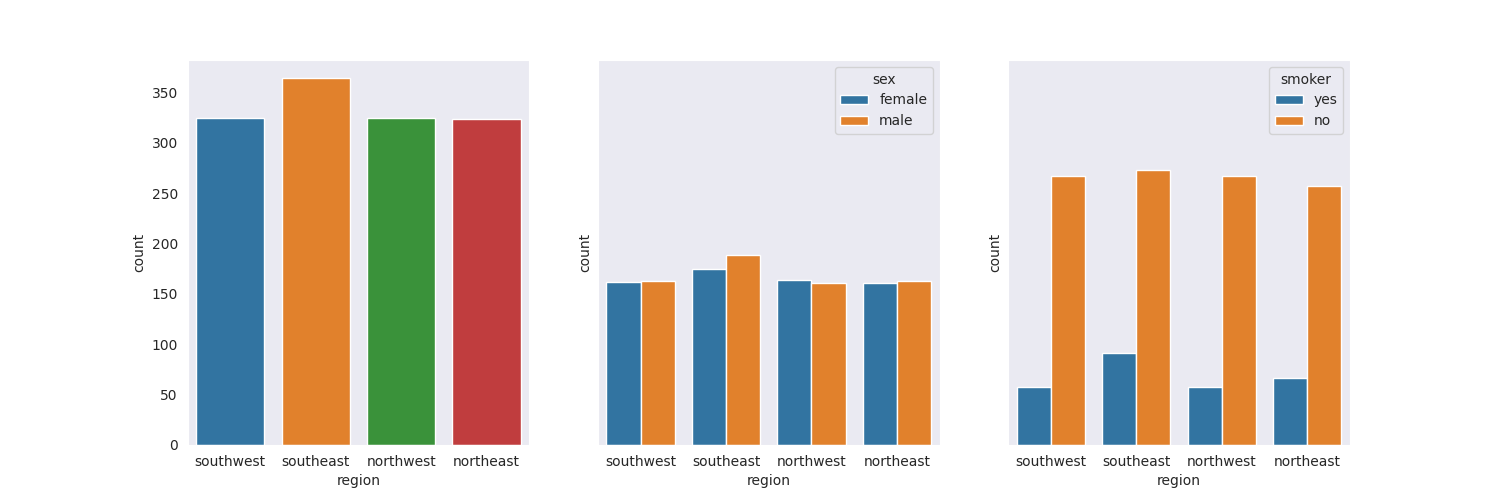 350
300
250
200
150
100
50
0
count
southwest southeast northwest northeast
region
sex
female
male
count
southwest southeast northwest northeast
region
smoker
yes
no
count
southwest southeast northwest northeast
region